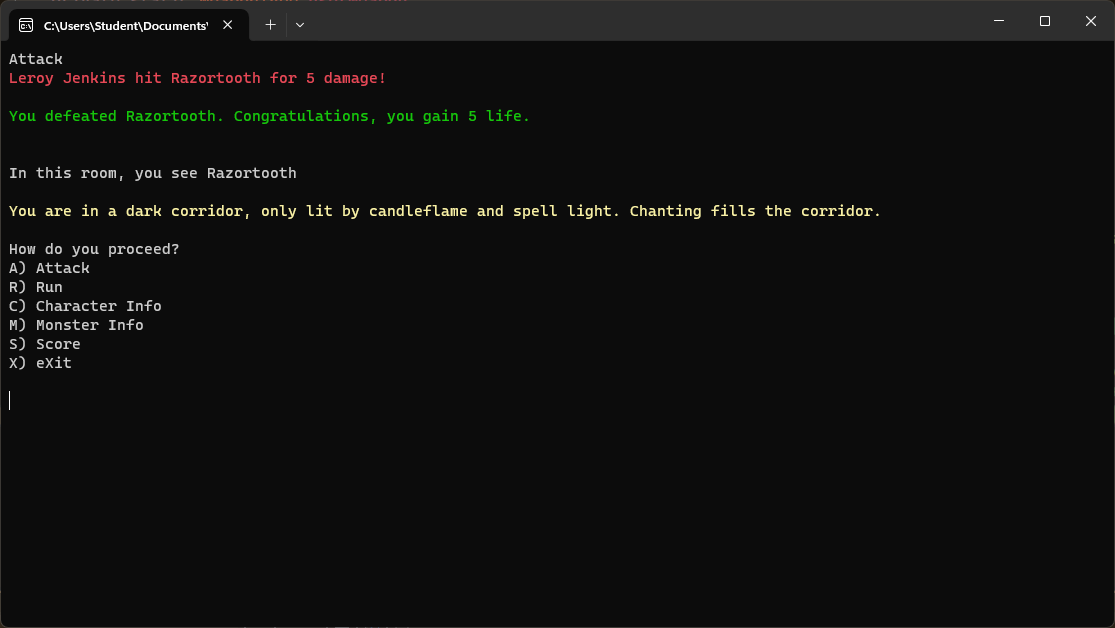 C:\Users\Student\Documents\
Attack
Leroy Jenkins hit Razortooth for 5 damage!
You defeated Razortooth. Congratulations, you gain 5 life.
In this room, you see Razortooth
You are in a dark corridor, only lit by candleflame and spell light. Chanting fills the corridor.
How do you proceed?
A) Attack
R) Run
C) Character Info
M) Monster Info
S) Score
X) eXit